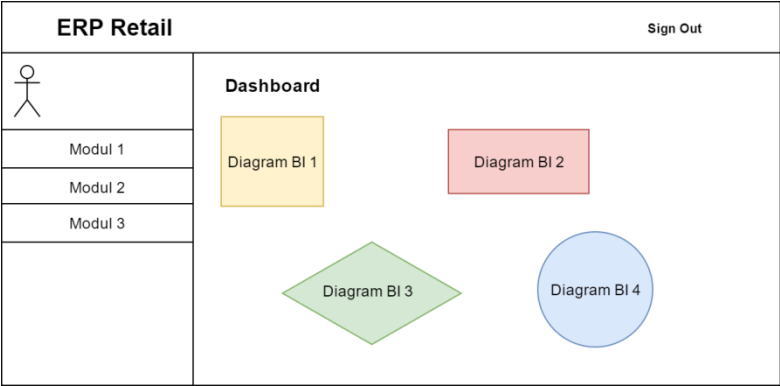 ERP Retail
Sign Out
Modul 1
Modul 2
Modul 3
Dashboard
Diagram BI 1
Diagram BI 2
Diagram BI 3
Diagram BI 4